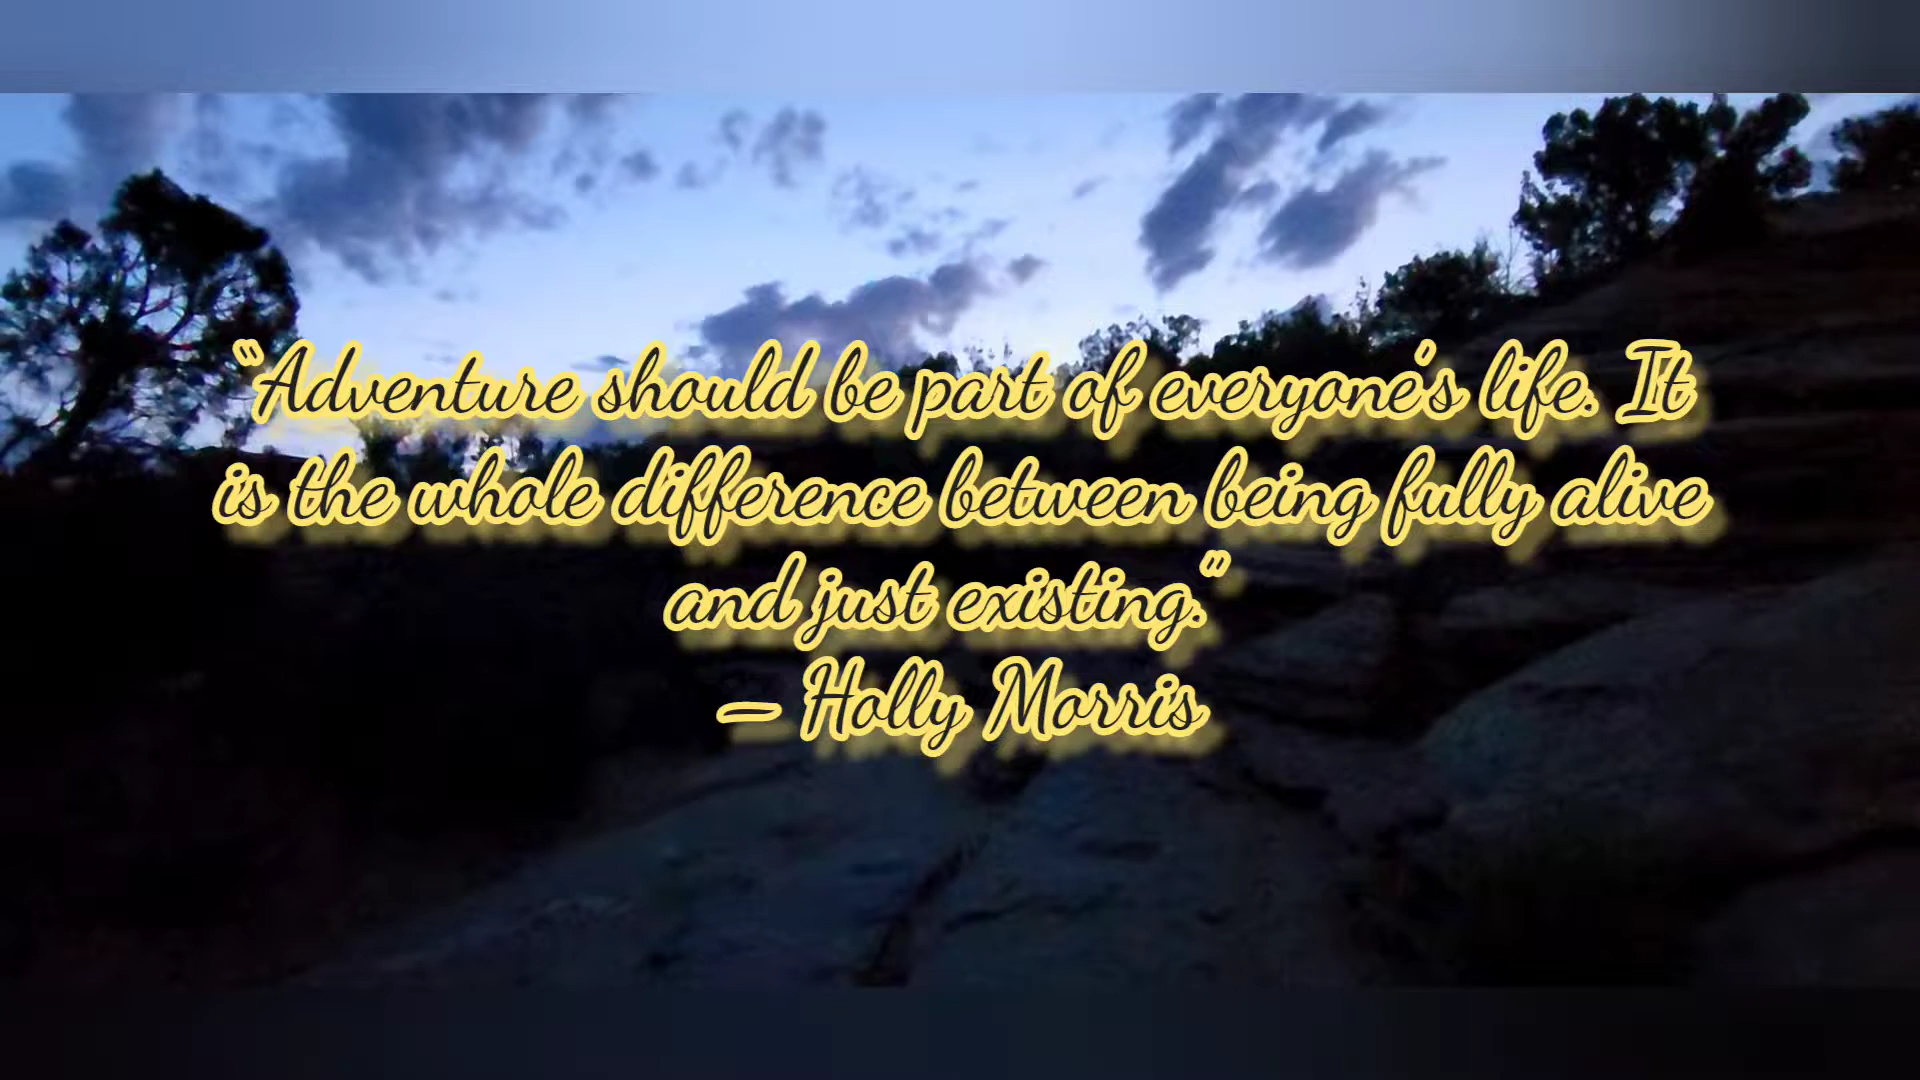 “Adventure should be part of everyone’s life. It
is the whole difference between being fully alive
and just existing.”
— Holly Morris